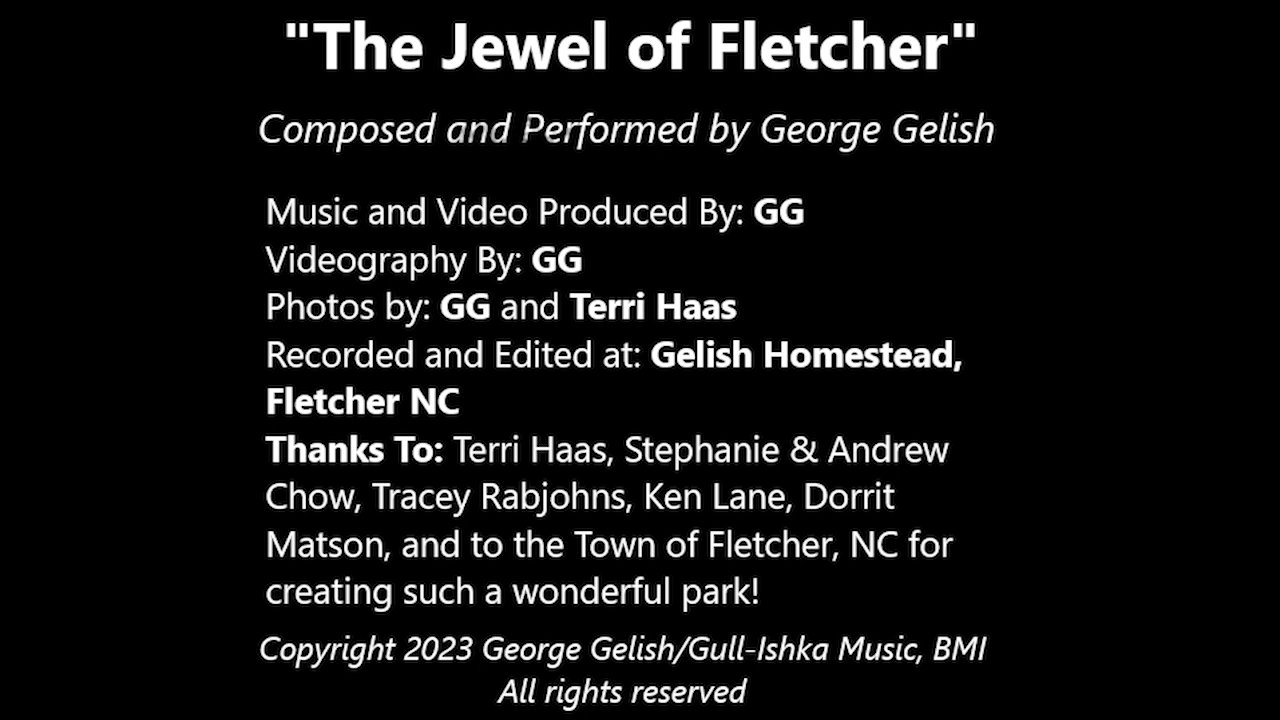 "The Jewel of Fletcher"
Composed and Performed by George Gelish
Music and Video Produced By: GG
Videography By: GG
Photos by: GG and Terri Haas
Recorded and Edited at: Gelish Homestead,
Fletcher NC
Thanks To: Terri Haas, Stephanie & Andrew
Chow, Tracey Rabjohns, Ken Lane, Dorrit
Matson, and to the Town of Fletcher, NC for
creating such a wonderful park!
Copyright 2023 George Gelish/Gull-Ishka Music, BMI
All rights reserved